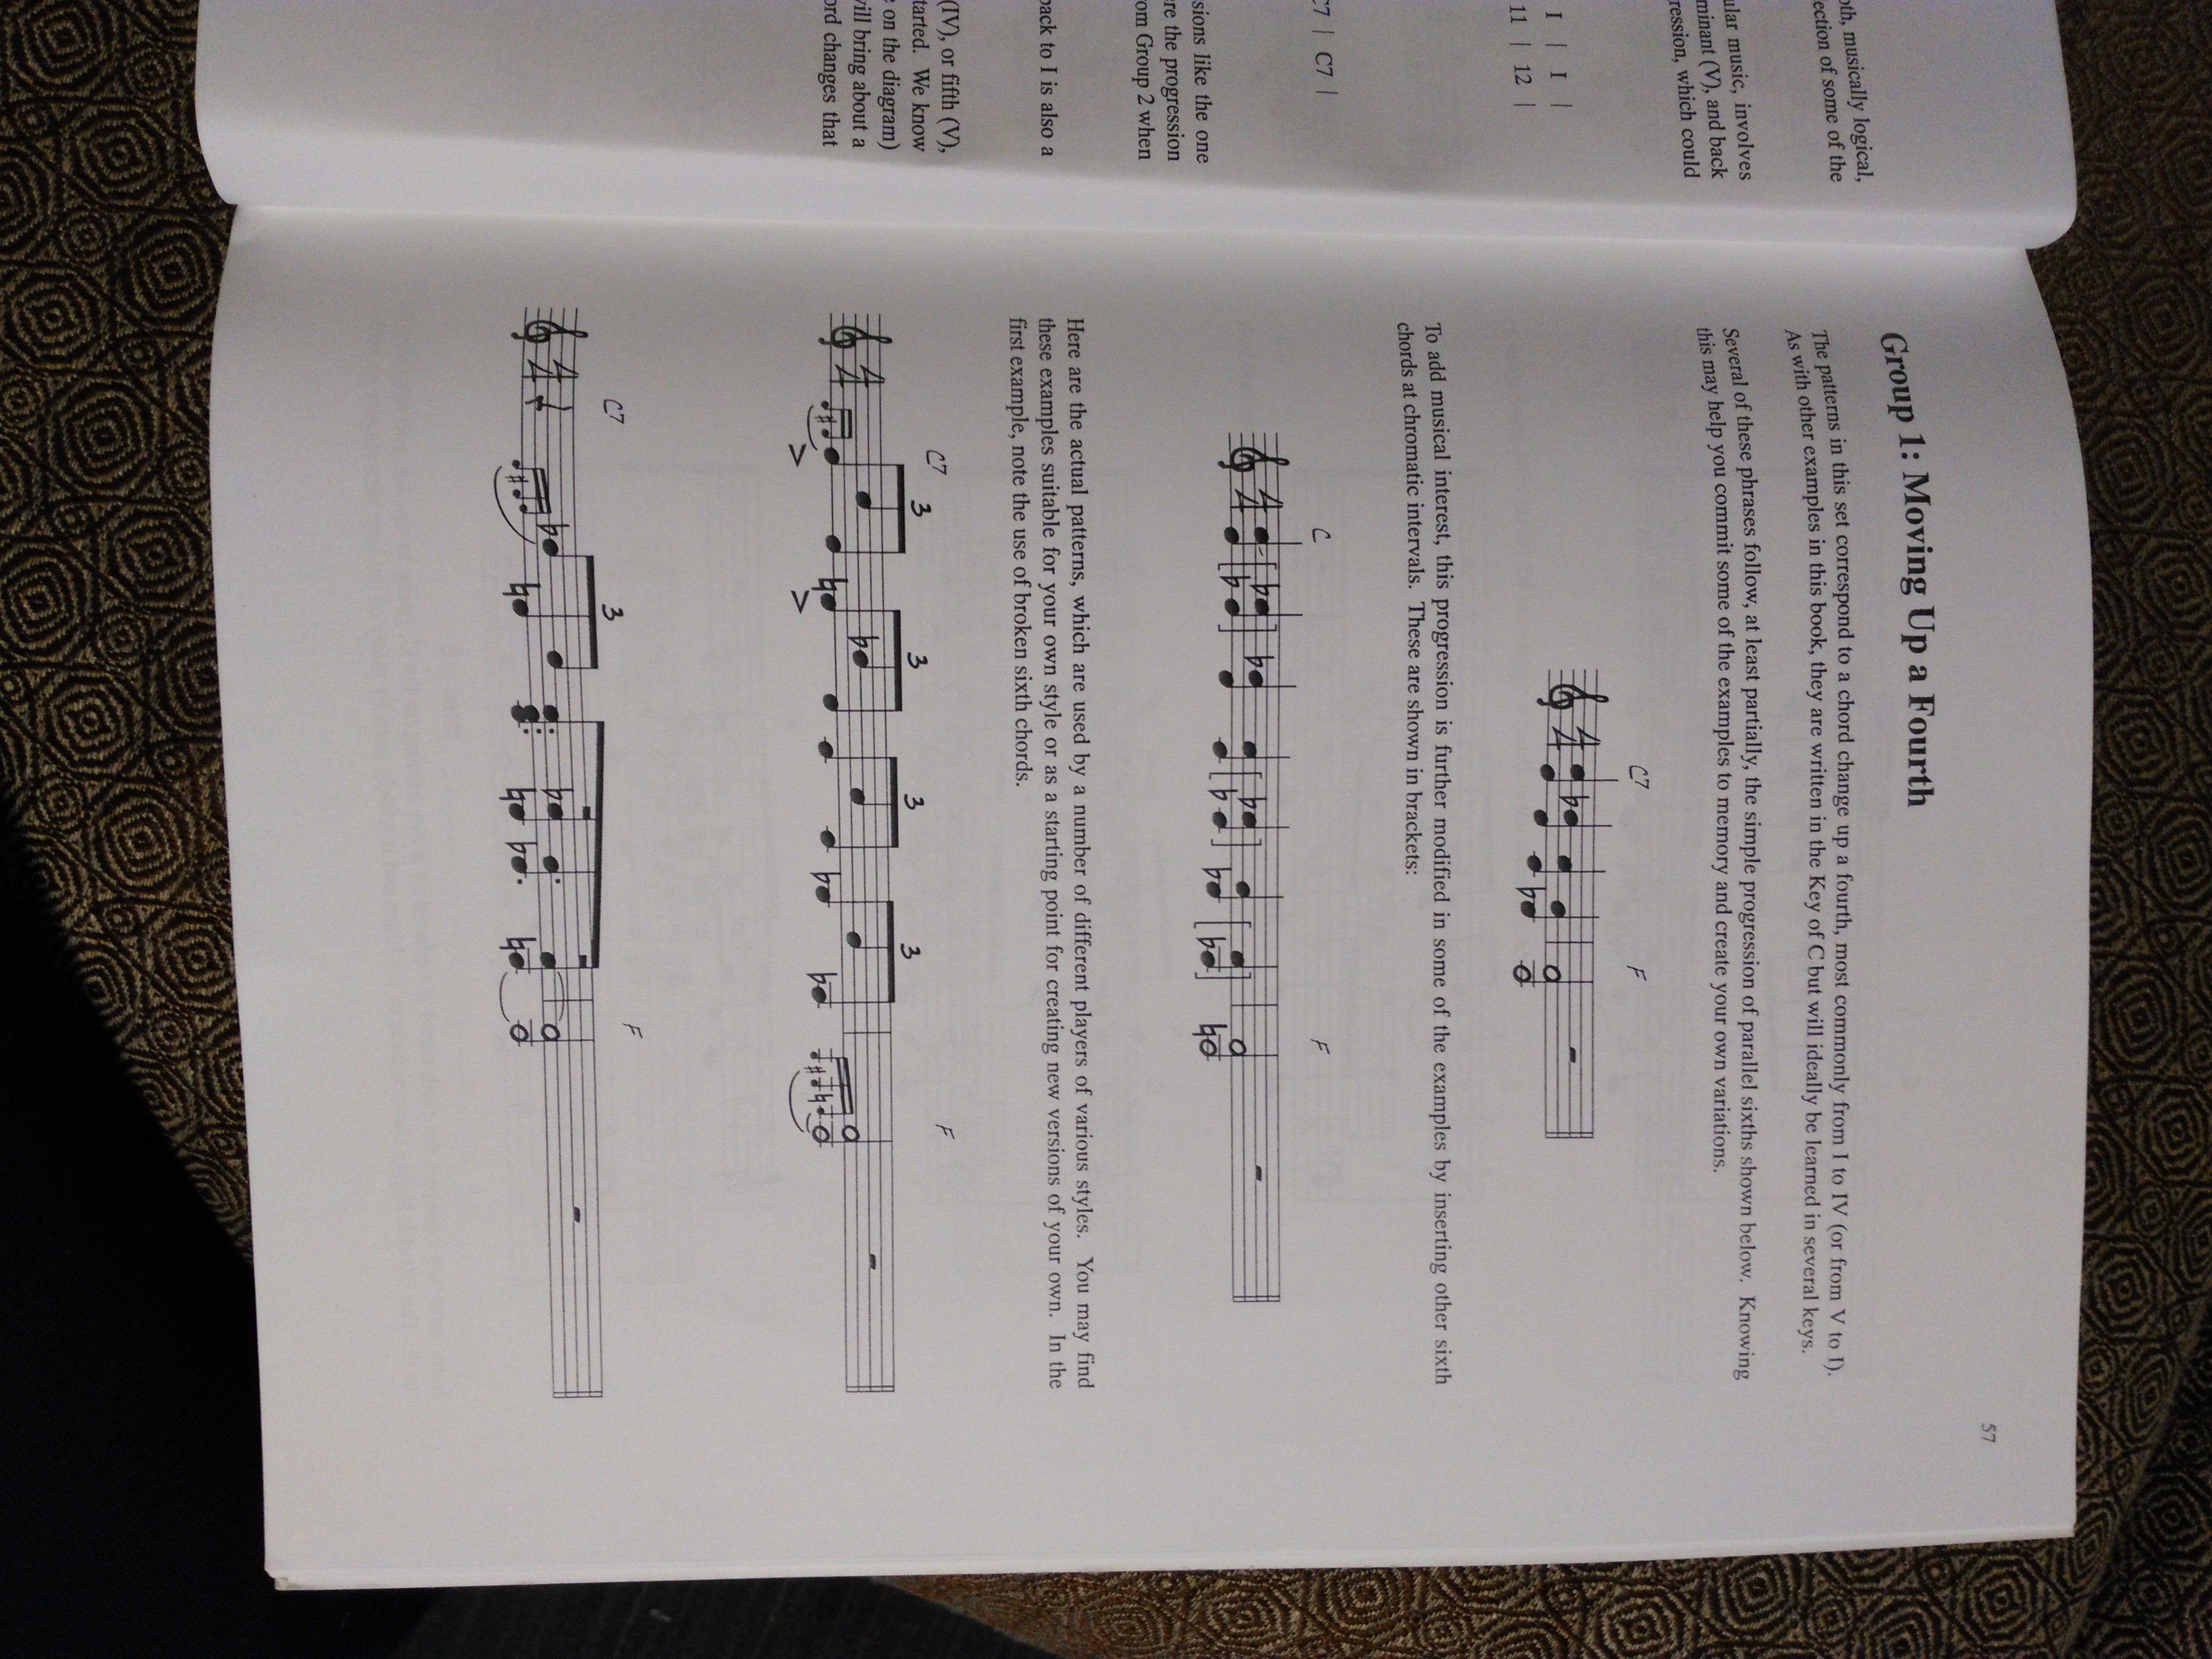 oth, musically logical,
ection of some of the
ular music, involves
minant (V), and back
ression, which could
I | I |
11 | 12 |
C7 | C7 |
sions like the one
re the progression
om Group 2 when
back to I is also a
(IV), or fifth (V),
tarted. We know
e on the diagram)
will bring about a
ord changes that
57
Group 1: Moving Up a Fourth
The patterns in this set correspond to a chord change up a fourth, most commonly from I to IV (or from V to I).
As with other examples in this book, they are written in the Key of C but will ideally be learned in several keys.
Several of these phrases follow, at least partially, the simple progression of parallel sixths shown below. Knowing
this may help you commit some of the examples to memory and create your own variations.
C7 F
4
4
To add musical interest, this progression is further modified in some of the examples by inserting other sixth
chords at chromatic intervals. These are shown in brackets:
C F
4
4
Here are the actual patterns, which are used by a number of different players of various styles. You may find
these examples suitable for your own style or as a starting point for creating new versions of your own. In the
first example, note the use of broken sixth chords.
C7 F
3 3 3 3
4
4
C7 F
3
4
4